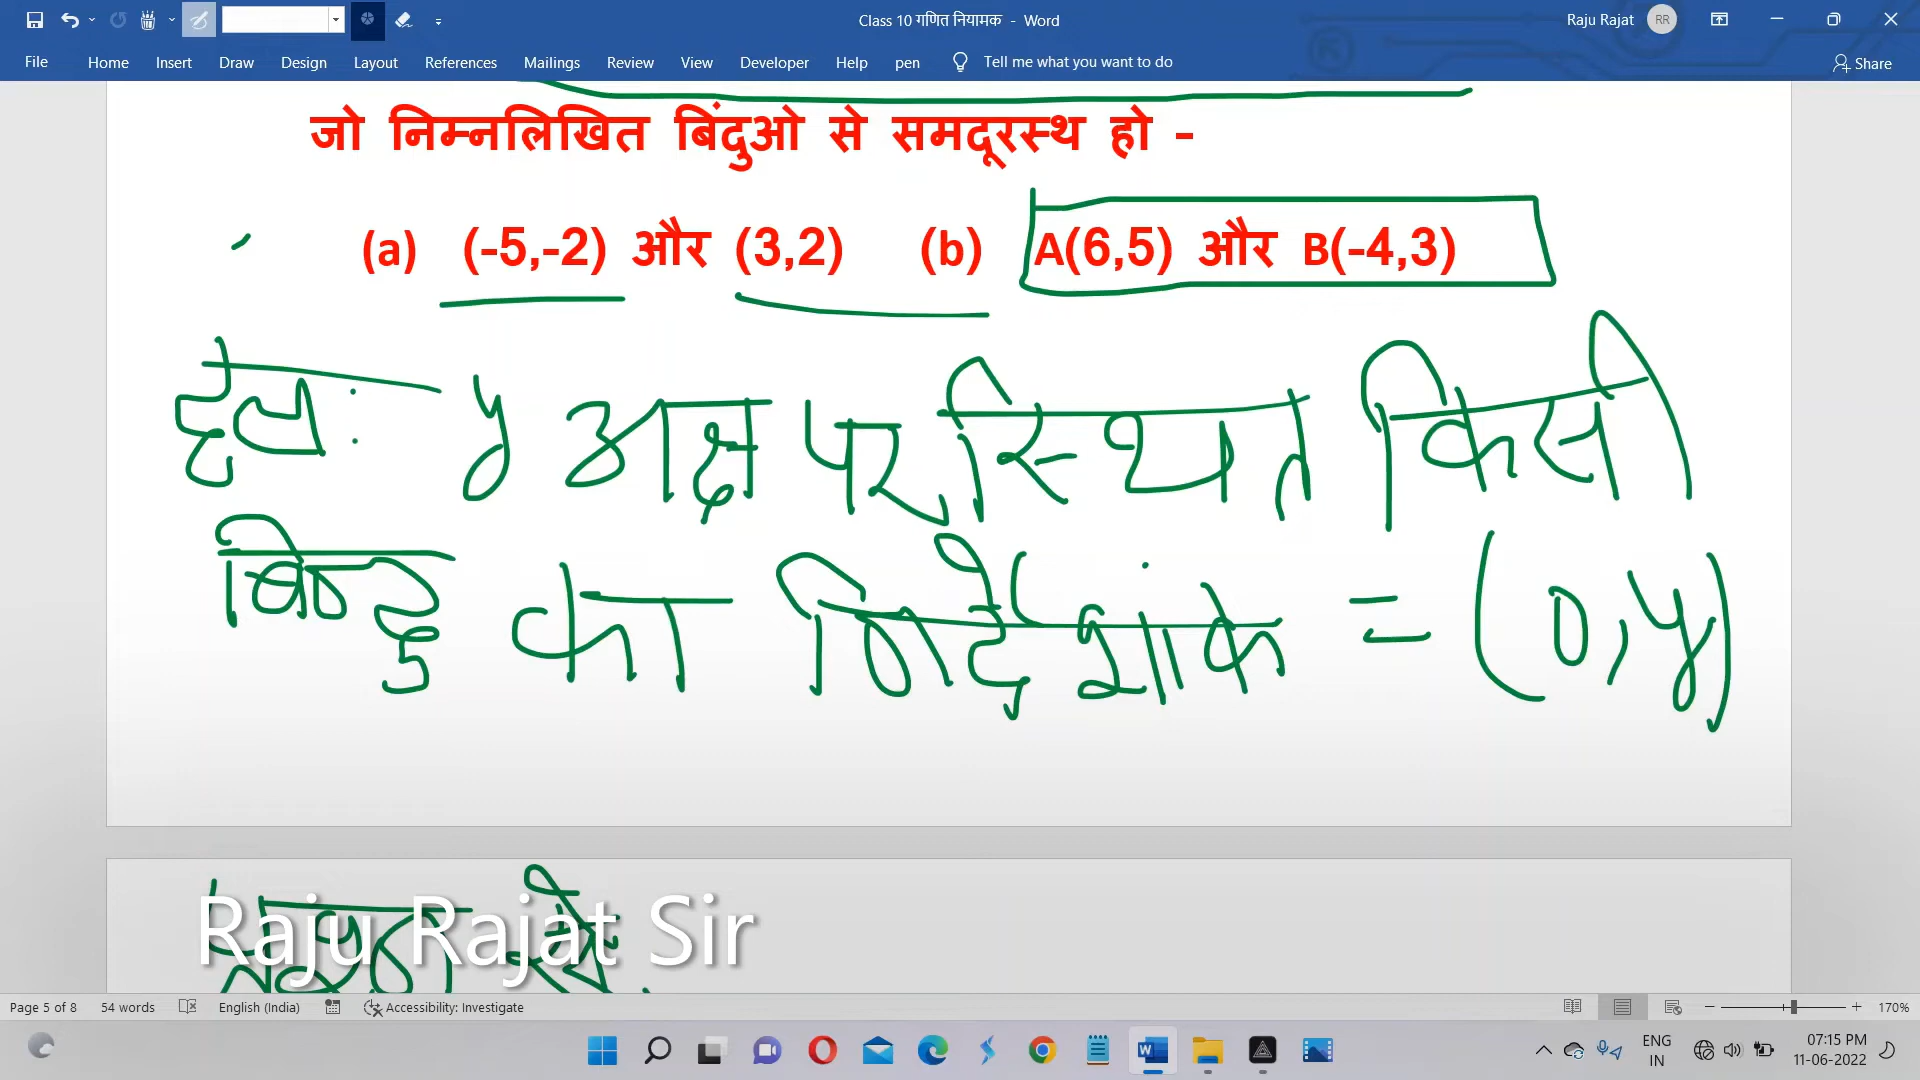 Class 10 गणित नियामक - Word
Raju Rajat RR
File Home Insert Draw Design Layout References Mailings Review View Developer Help pen Tell me what you want to do Share
जो निम्नलिखित बिंदुओ से समदूरस्थ हो -
(a) (-5,-2) और (3,2) (b) A(6,5) और B(-4,3)
हल : y अक्ष पर स्थित किसी
बिन्दु का निर्देशांक = (0,y)
Raju Rajat Sir
Page 5 of 8 54 words English (India) Accessibility: Investigate 170%
ENG 07:15 PM
IN 11-06-2022